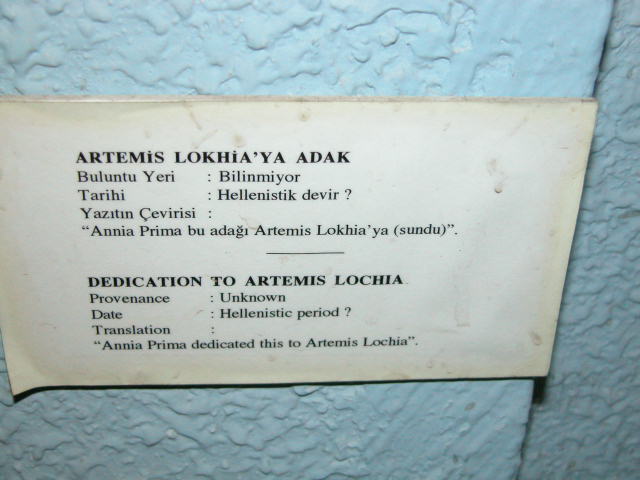 ARTEMİS LOKHİA'YA ADAK
Buluntu Yeri : Bilinmiyor
Tarihi : Hellenistik devir ?
Yazıtın Çevirisi :
“Annia Prima bu adağı Artemis Lokhia'ya (sundu)”.
DEDICATION TO ARTEMIS LOCHIA
Provenance : Unknown
Date : Hellenistic period ?
Translation :
“Annia Prima dedicated this to Artemis Lochia”.